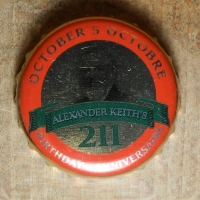 OCTOBER 5 OCTOBRE
ALEXANDER KEITH'S
211
BIRTHDAY ANNIVERSAIRE